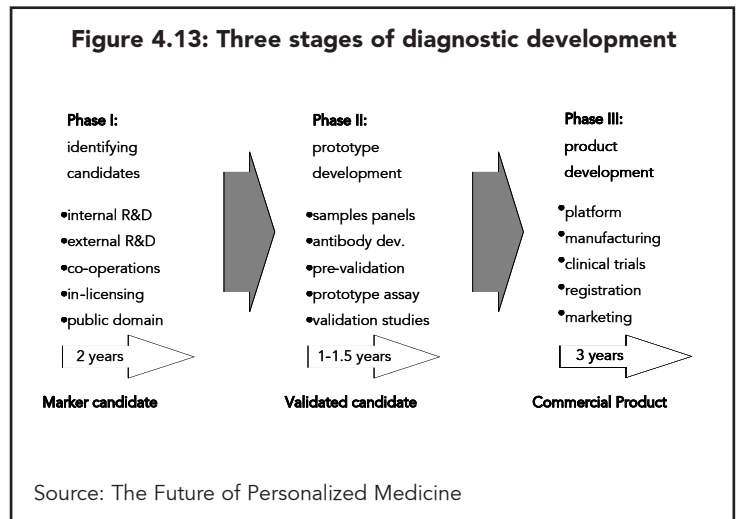 Figure 4.13: Three stages of diagnostic development
Phase I:
identifying
candidates
•internal R&D
•external R&D
•co-operations
•in-licensing
•public domain
2 years
Marker candidate
Phase II:
prototype
development
•samples panels
•antibody dev.
•pre-validation
•prototype assay
•validation studies
1-1.5 years
Validated candidate
Phase III:
product
development
•platform
•manufacturing
•clinical trials
•registration
•marketing
3 years
Commercial Product
Source: The Future of Personalized Medicine